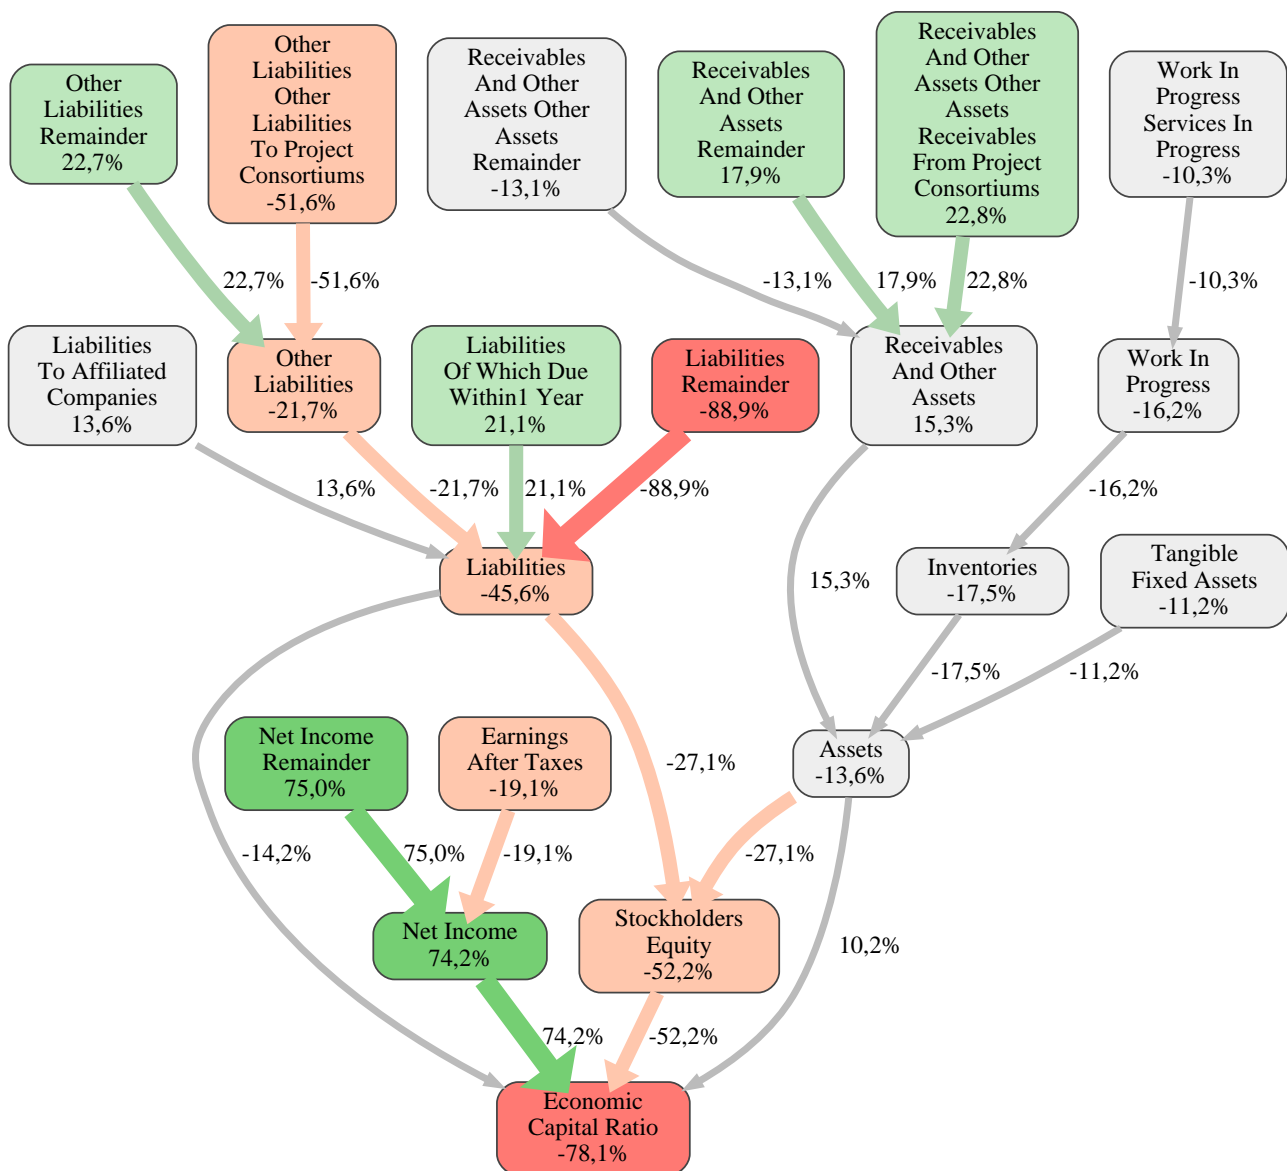 Other
Liabilities
Remainder
22,7%
Other
Liabilities
Other
Liabilities
To Project
Consortiums
-51,6%
Receivables
And Other
Assets Other
Assets
Remainder
-13,1%
Receivables
And Other
Assets
Remainder
17,9%
Receivables
And Other
Assets Other
Assets
Receivables
From Project
Consortiums
22,8%
Work In
Progress
Services In
Progress
-10,3%
22,7%
-51,6%
-13,1%
17,9%
22,8%
-10,3%
Liabilities
To Affiliated
Companies
13,6%
Other
Liabilities
-21,7%
Liabilities
Of Which Due
Within1 Year
21,1%
Liabilities
Remainder
-88,9%
Receivables
And Other
Assets
15,3%
Work In
Progress
-16,2%
13,6%
-21,7%
21,1%
-88,9%
-16,2%
Liabilities
-45,6%
15,3%
Inventories
-17,5%
Tangible
Fixed Assets
-11,2%
-17,5%
-11,2%
Net Income
Remainder
75,0%
Earnings
After Taxes
-19,1%
-27,1%
Assets
-13,6%
-14,2%
75,0%
-19,1%
-27,1%
Net Income
74,2%
Stockholders
Equity
-52,2%
10,2%
74,2%
-52,2%
Economic
Capital Ratio
-78,1%